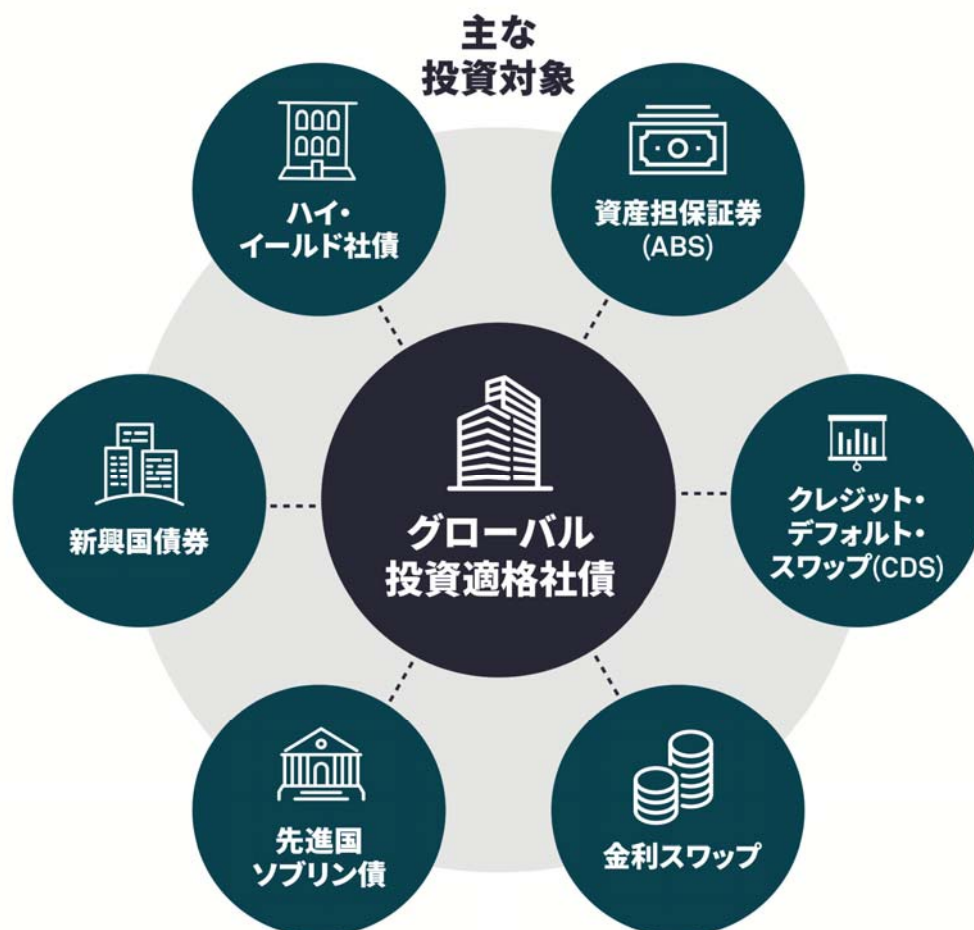 主な
投資対象
ハイ・
イールド社債
資産担保証券
(ABS)
新興国債券
グローバル
投資適格社債
クレジット・
デフォルト・
スワップ(CDS)
先進国
ソブリン債
金利スワップ